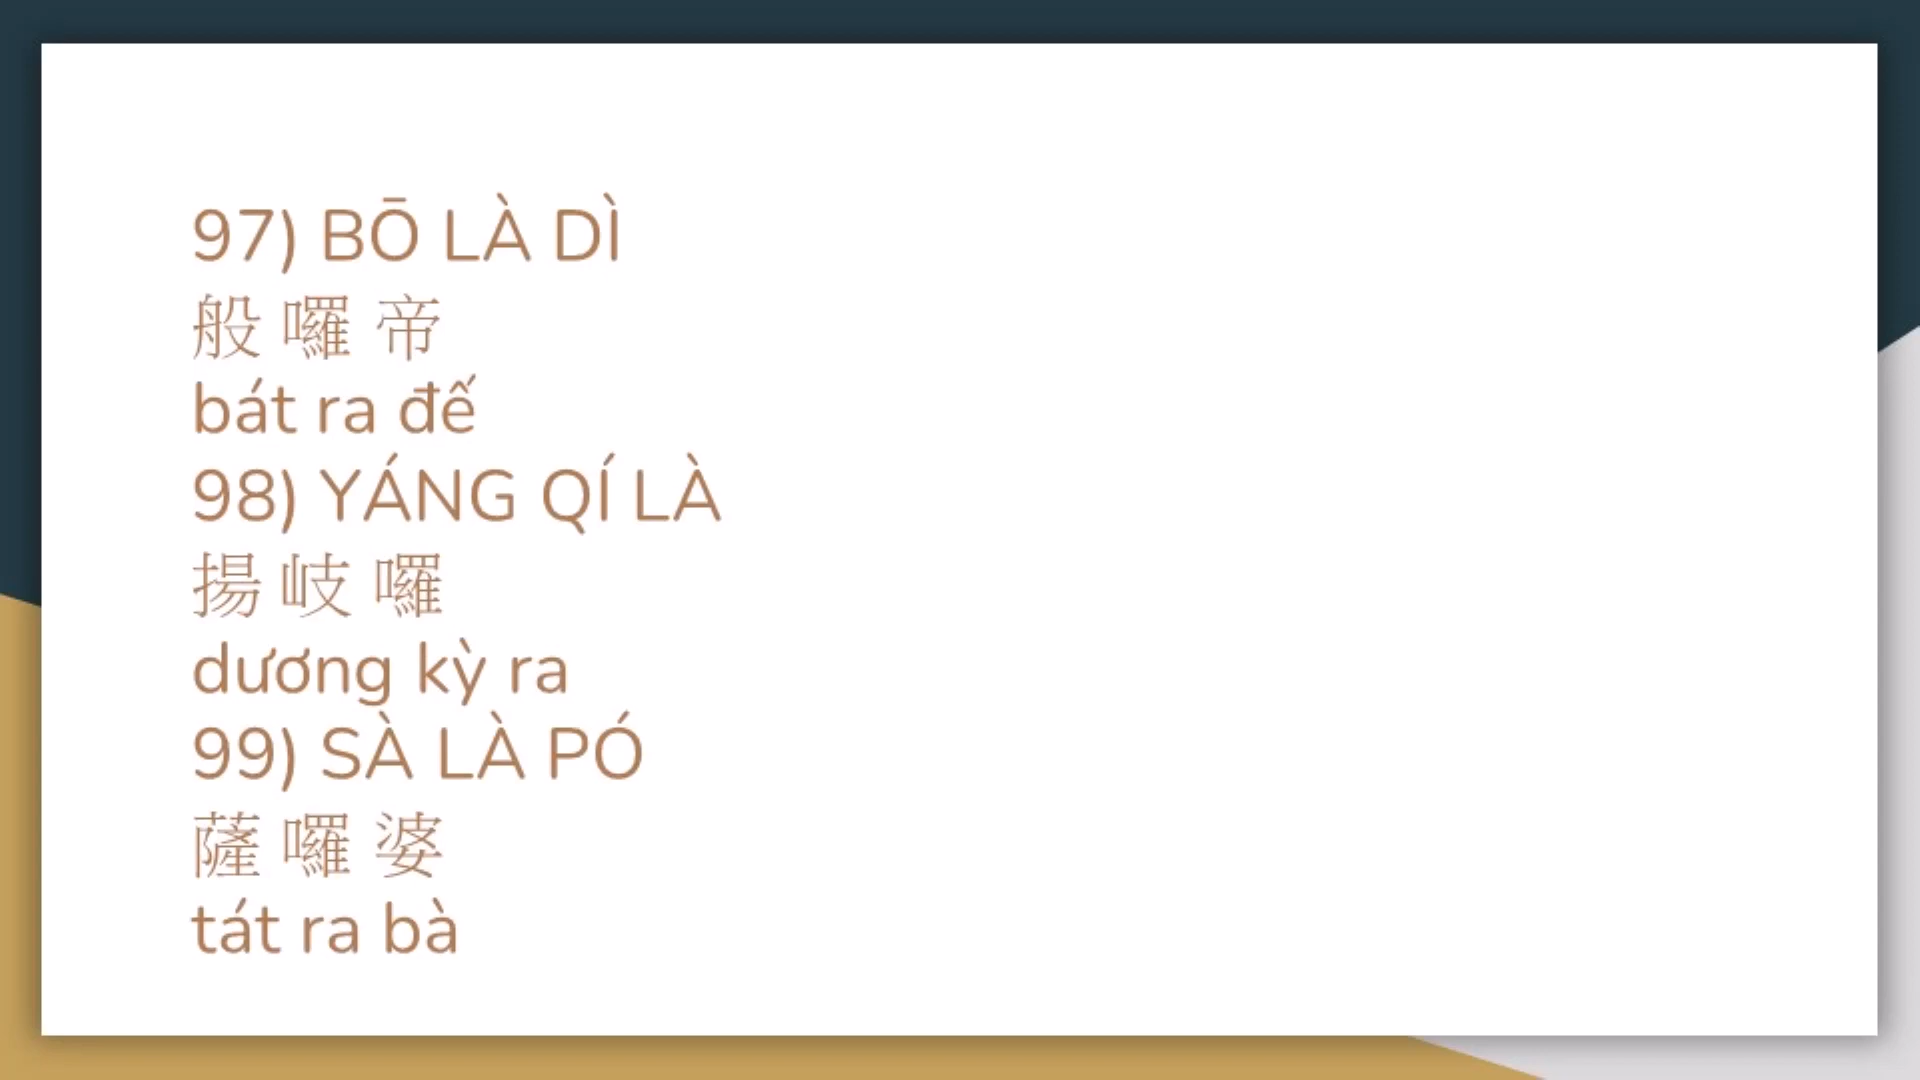 97) BŌ LÀ DÌ
般 囉 帝
bát ra đế
98) YÁNG QÍ LÀ
揚 岐 囉
dương kỳ ra
99) SÀ LÀ PÓ
薩 囉 婆
tát ra bà